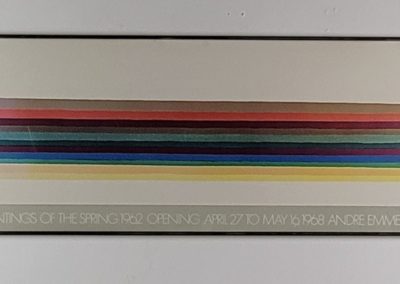 NTINGS OF THE SPRING 1962 OPENING APRIL 27 TO MAY 16 1968 ANDRE EMME